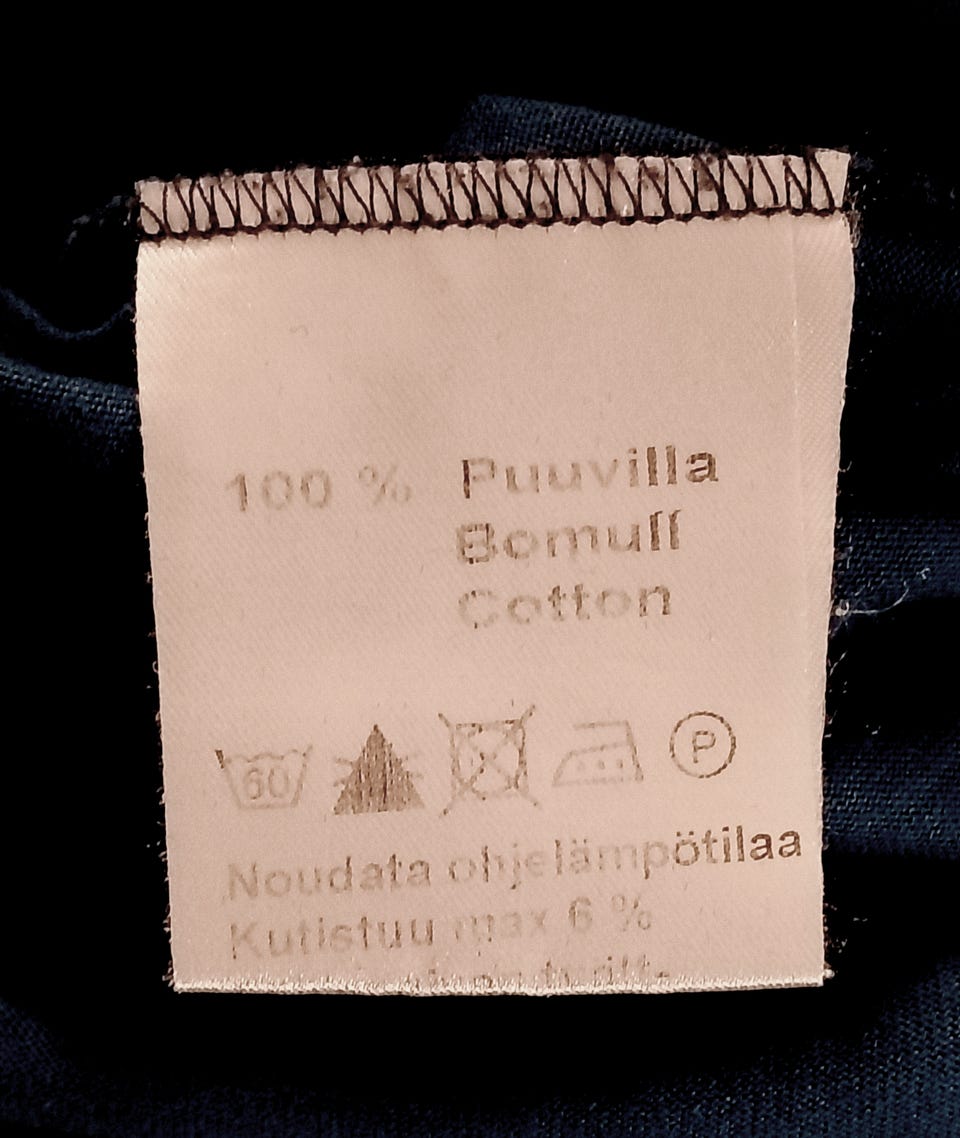 100 % Puuvilla
Bomull
Cotton
60 P
Noudata ohjelämpötilaa
Kutistuu max 6 %